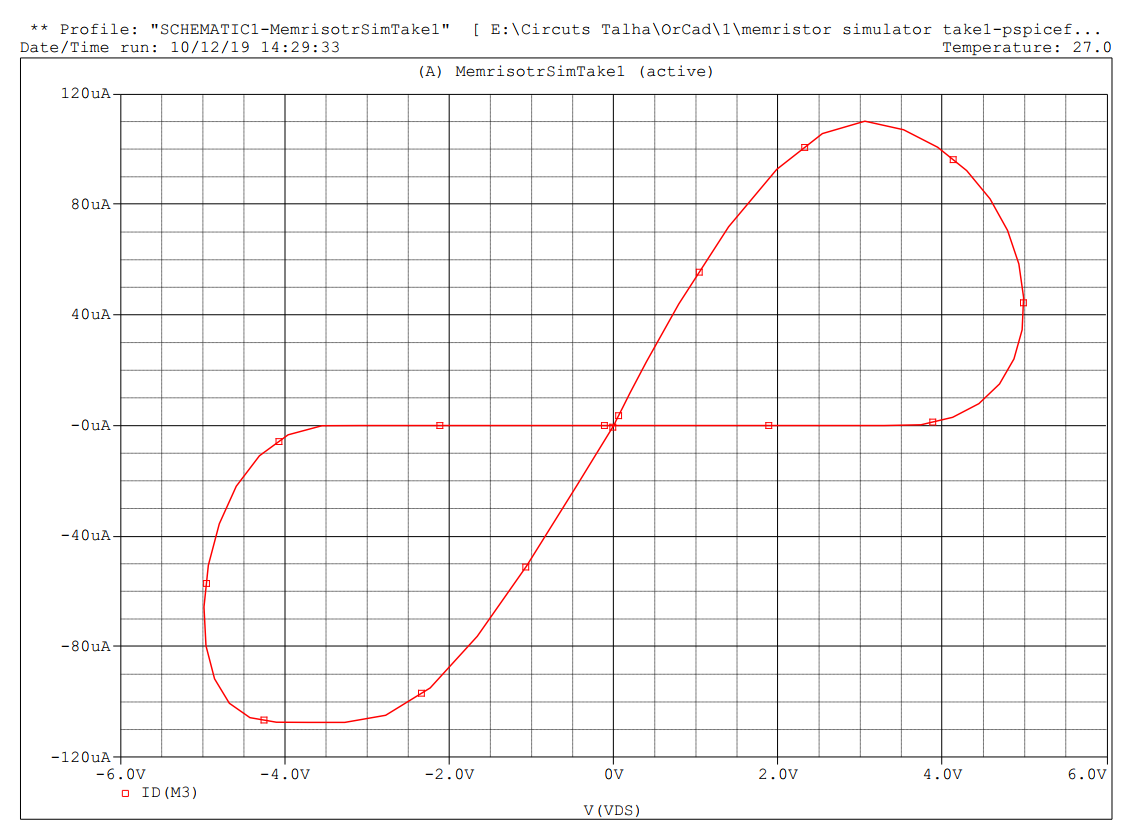 ** Profile: "SCHEMATIC1-MemrisotrSimTake1" [ E:\Circuts Talha\OrCad\1\memristor simulator take1-pspicef...
Date/Time run: 10/12/19 14:29:33 Temperature: 27.0
(A) MemrisotrSimTake1 (active)
120uA
80uA
40uA
-0uA
-40uA
-80uA
-120uA
-6.0V -4.0V -2.0V 0V 2.0V 4.0V 6.0V
ID(M3)
V(VDS)